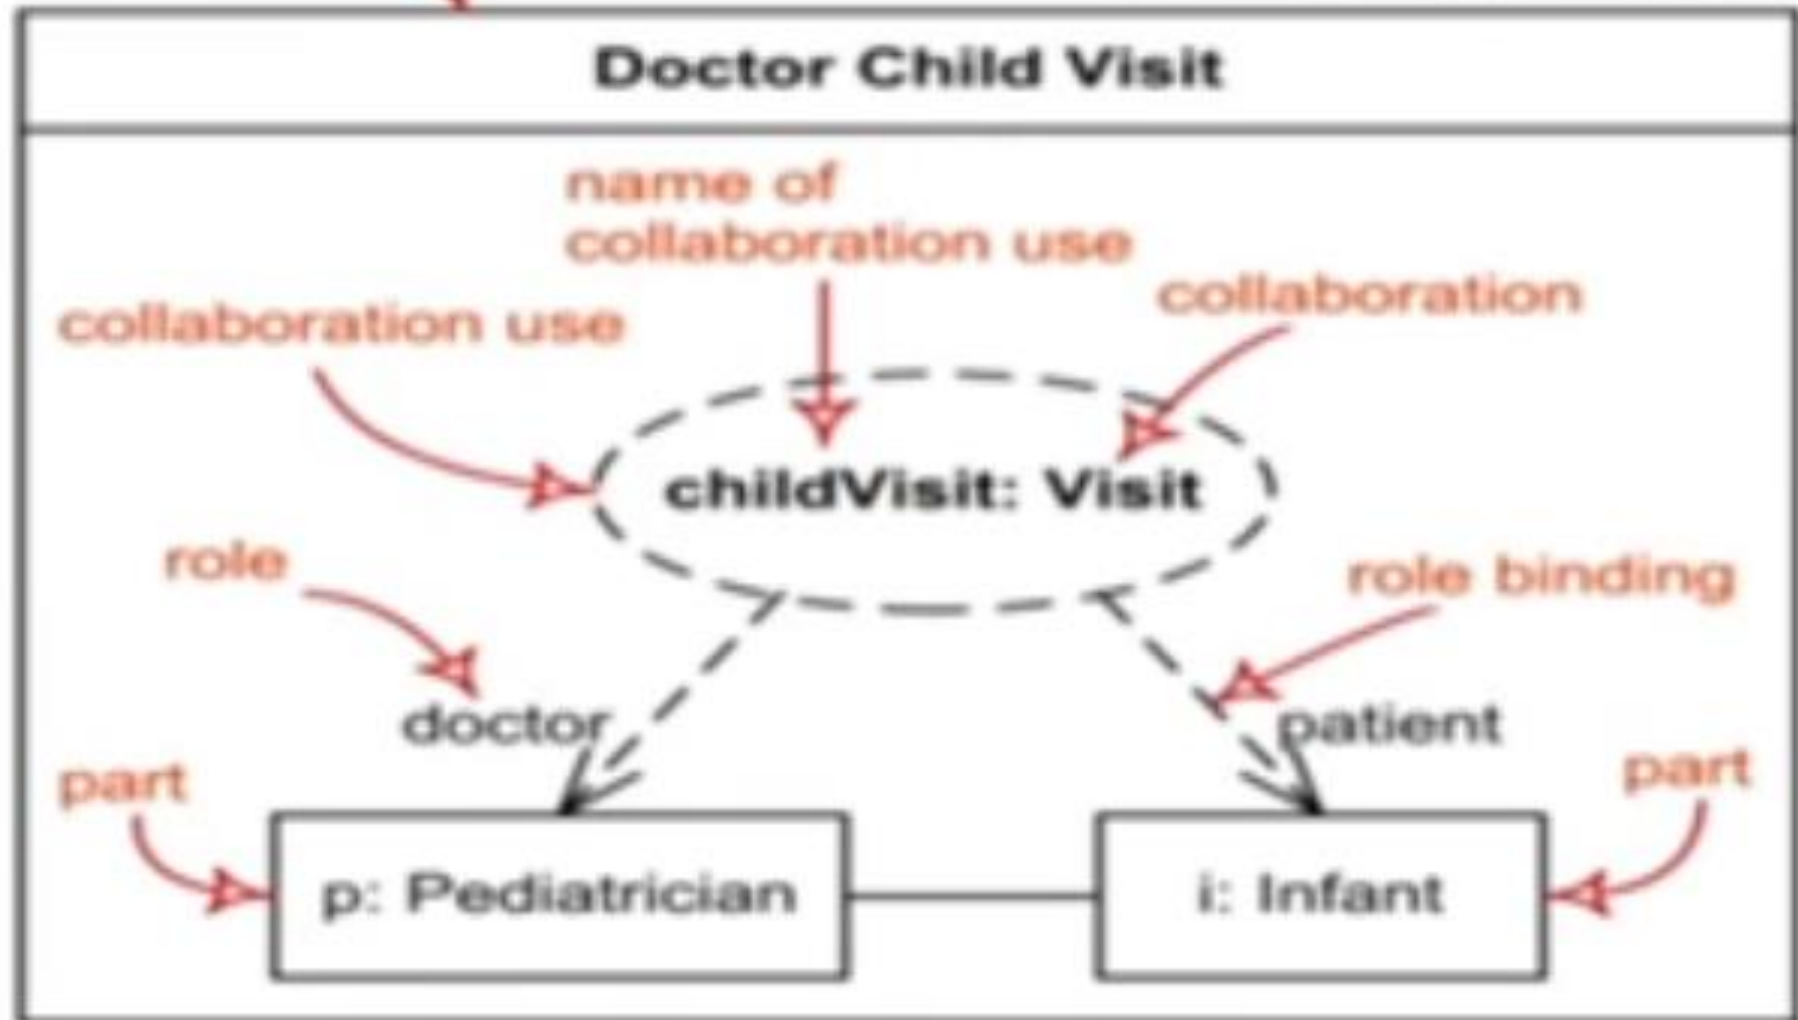 Doctor Child Visit
name of
collaboration use
collaboration
collaboration use
childVisit: Visit
role
role binding
doctor
patient
part
part
p: Pediatrician
i: Infant